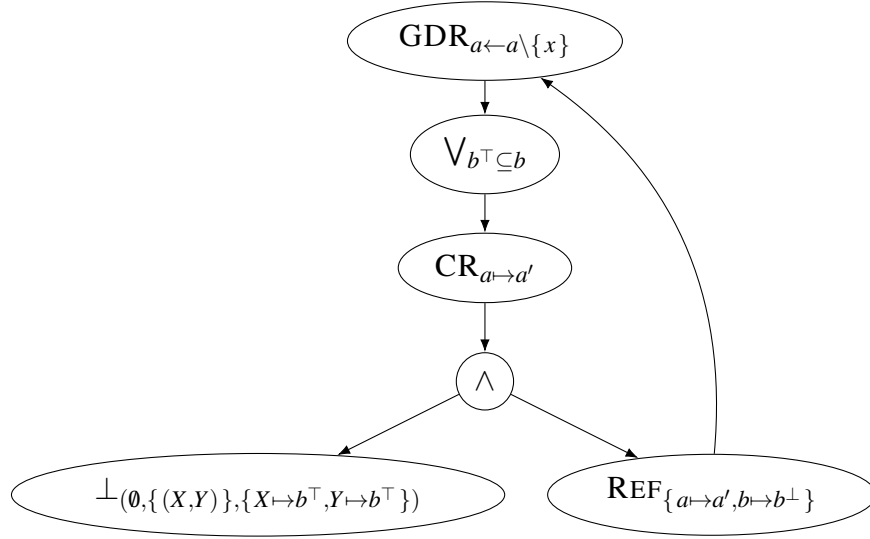 GDR_{a←a\{x}}
⋁_{b^⊤⊆b}
CR_{a↦a′}
∧
⊥_{(∅,{(X,Y)},{X↦b^⊤,Y↦b^⊤})}
REF_{{a↦a′,b↦b^⊥}}